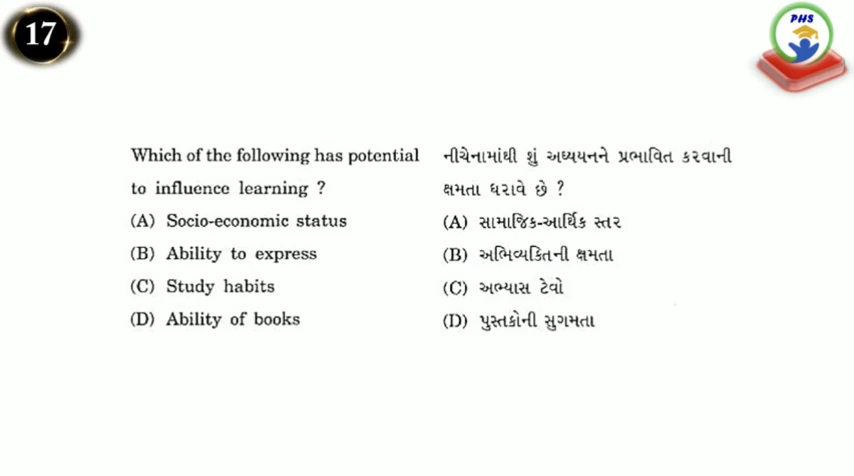 17
PHS
Which of the following has potential
to influence learning ?
(A) Socio-economic status
(B) Ability to express
(C) Study habits
(D) Ability of books
નીચેનામાંથી શું અધ્યયનને પ્રભાવિત કરવાની
ક્ષમતા ધરાવે છે ?
(A) સામાજિક-આર્થિક સ્તર
(B) અભિવ્યક્તિની ક્ષમતા
(C) અભ્યાસ ટેવો
(D) પુસ્તકોની સુગમતા